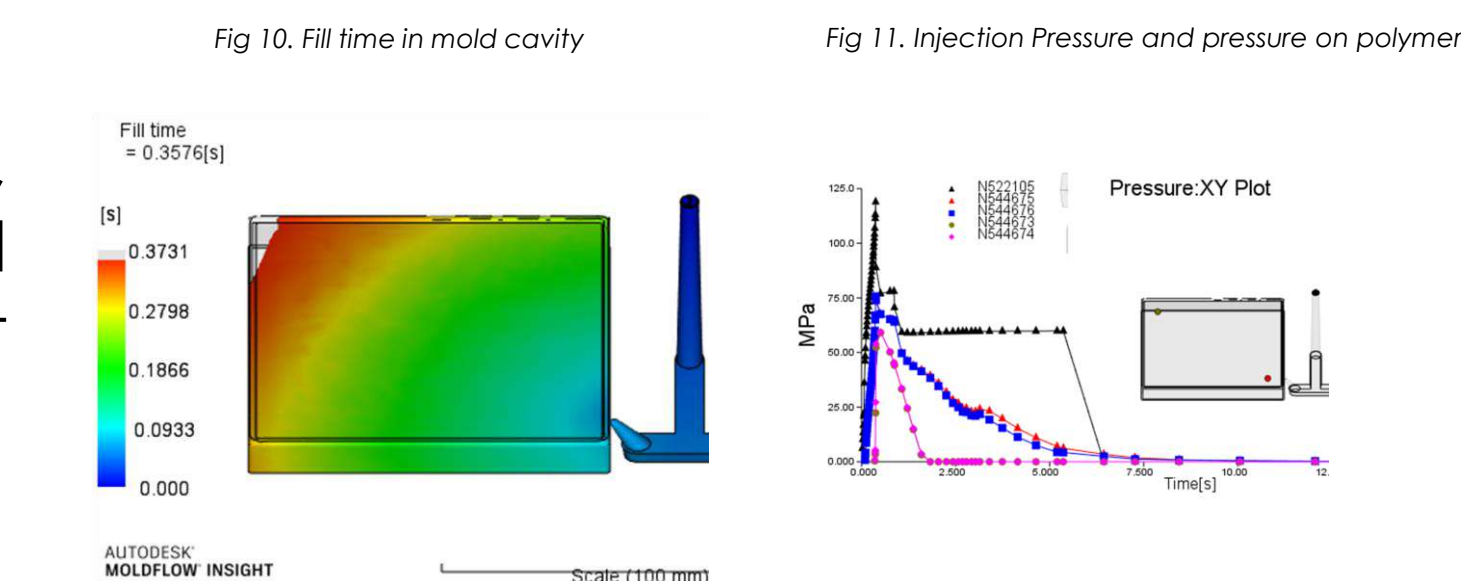 Fig 10. Fill time in mold cavity
Fig 11. Injection Pressure and pressure on polymer
Fill time
= 0.3576[s]
[s]
0.3731
0.2798
0.1866
0.0933
0.000
AUTODESK'
MOLDFLOW INSIGHT
Scale (100 mm)
N522105
N544675
N544676
N544673
N544674
Pressure:XY Plot
125.0
100.0
75.00
50.00
25.00
0.000
MPa
0.000 2.500 5.000 7.500 10.00 12.
Time[s]